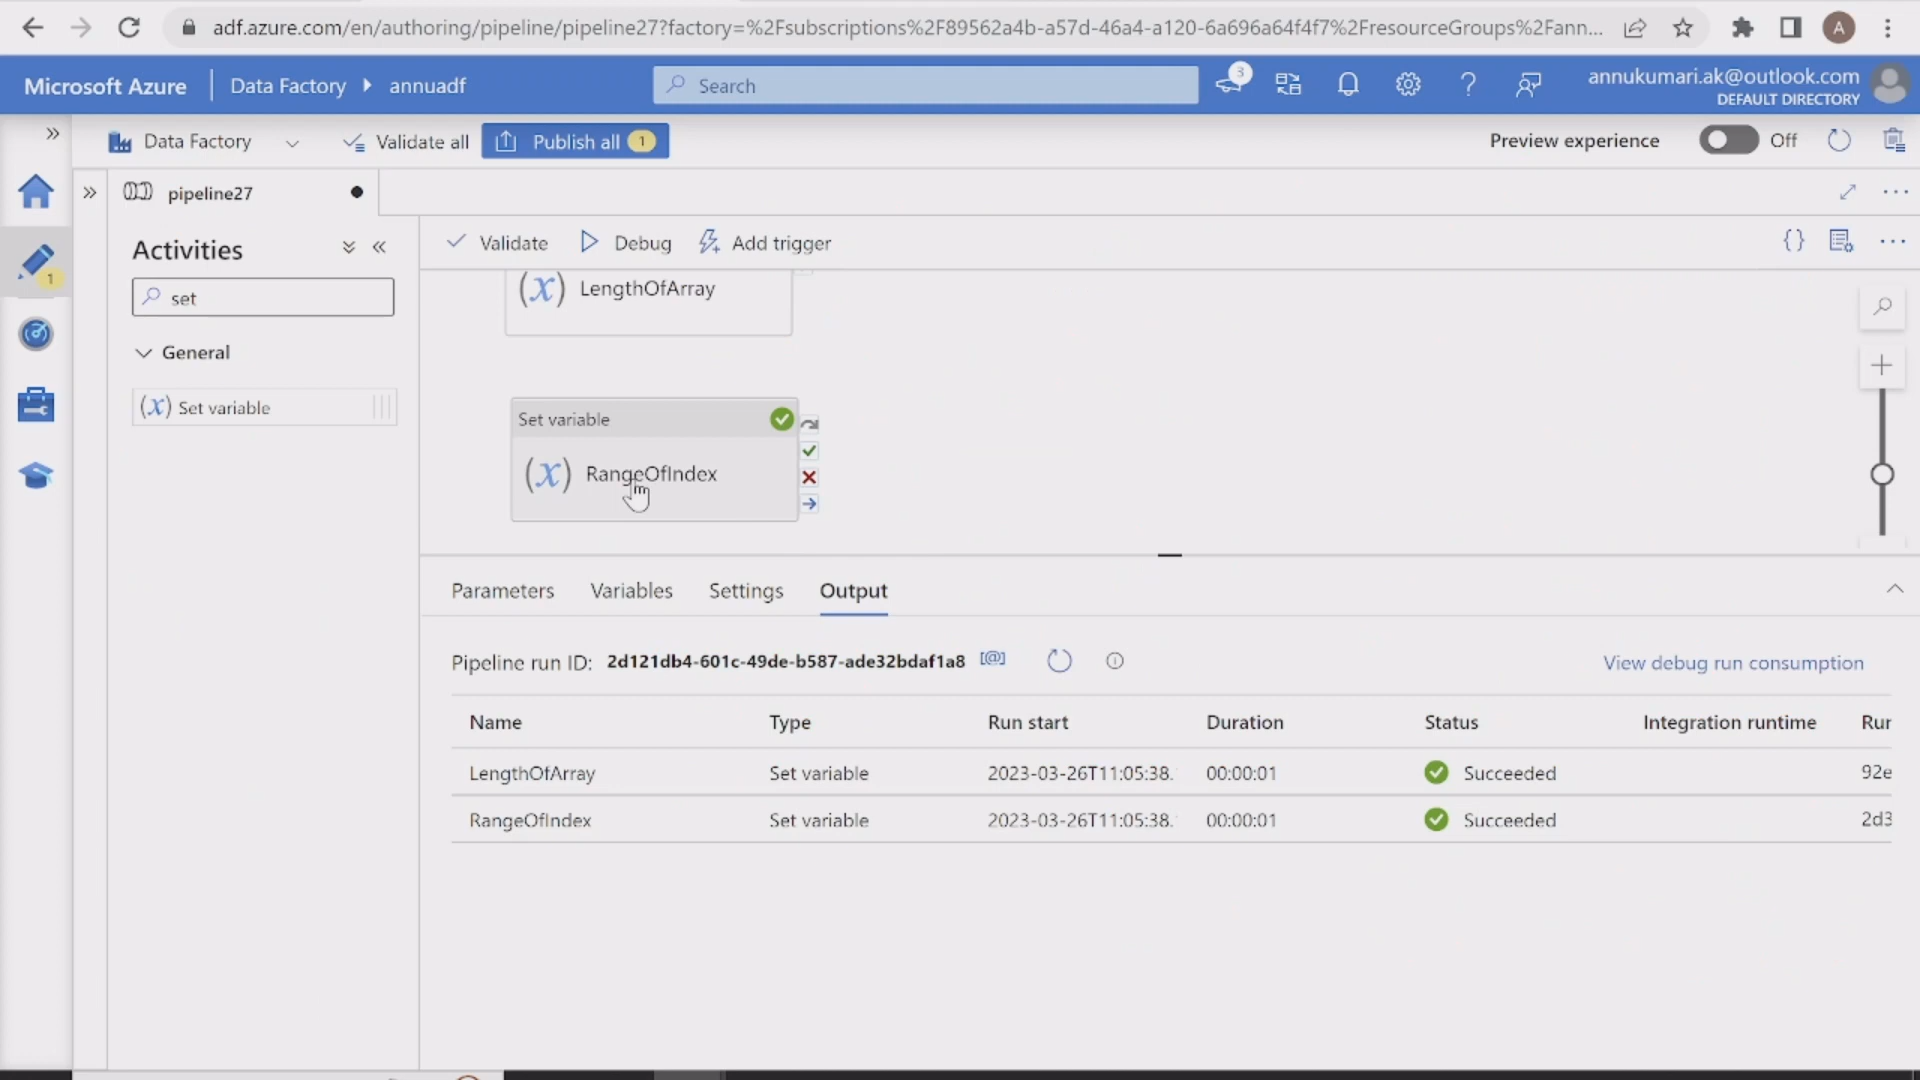 adf.azure.com/en/authoring/pipeline/pipeline27?factory=%2Fsubscriptions%2F89562a4b-a57d-46a4-a120-6a696a64f4f7%2FresourceGroups%2Fann...
A
Microsoft Azure
Data Factory
annuadf
Search
3
annukumari.ak@outlook.com
DEFAULT DIRECTORY
Data Factory
Validate all
Publish all 1
Preview experience
Off
pipeline27
1
Activities
set
General
(x) Set variable
Validate
Debug
Add trigger
{}
(x) LengthOfArray
Set variable
(x) RangeOfIndex
Parameters
Variables
Settings
Output
Pipeline run ID: 2d121db4-601c-49de-b587-ade32bdaf1a8 [@]
View debug run consumption
Name Type Run start Duration Status Integration runtime Rur
LengthOfArray Set variable 2023-03-26T11:05:38. 00:00:01 Succeeded 92e
RangeOfIndex Set variable 2023-03-26T11:05:38. 00:00:01 Succeeded 2d3